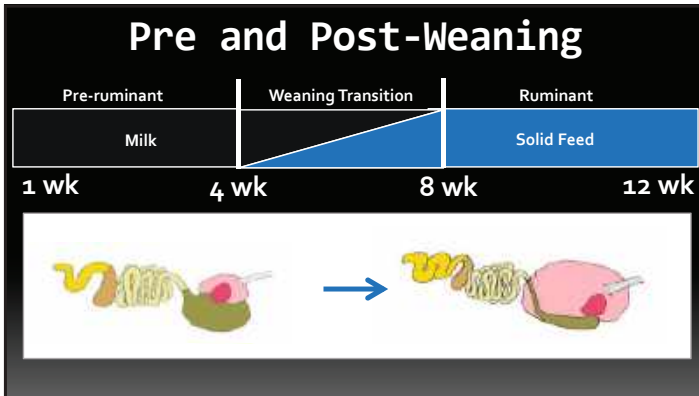 Pre and Post-Weaning
Pre-ruminant Weaning Transition Ruminant
Milk Solid Feed
1 wk 4 wk 8 wk 12 wk